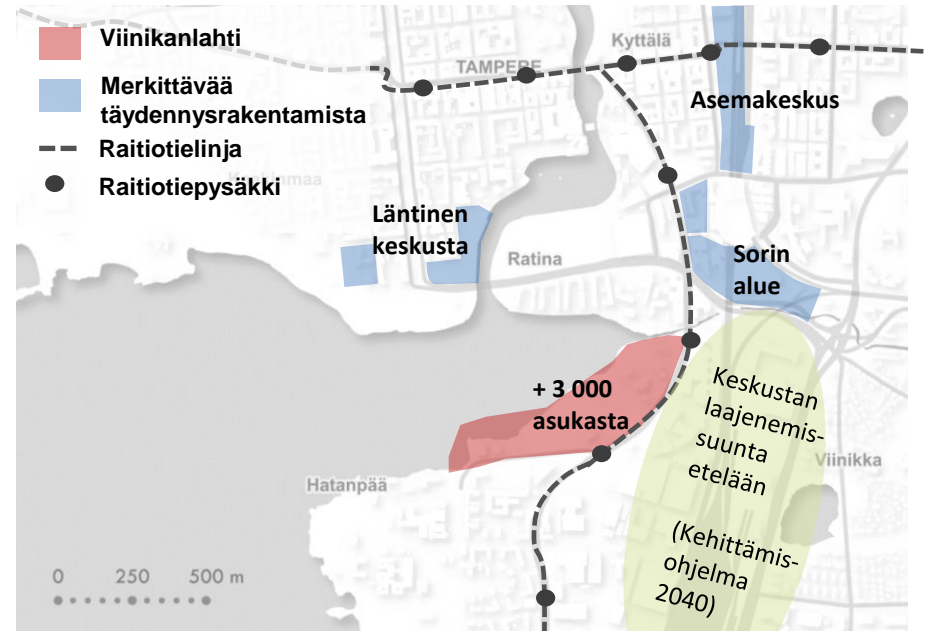 Viinikanlahti
Merkittävää
täydennysrakentamista
Raitiotielinja
Raitiotiepysäkki
Kyttälä
TAMPERE
Asemakeskus
Läntinen
keskusta
Ratina
Sorin
alue
+ 3 000
asukasta
Keskustan
laajenemis-
suunta
etelään
(Kehittämis-
ohjelma
2040)
Viinikka
Hatanpää
0 250 500 m